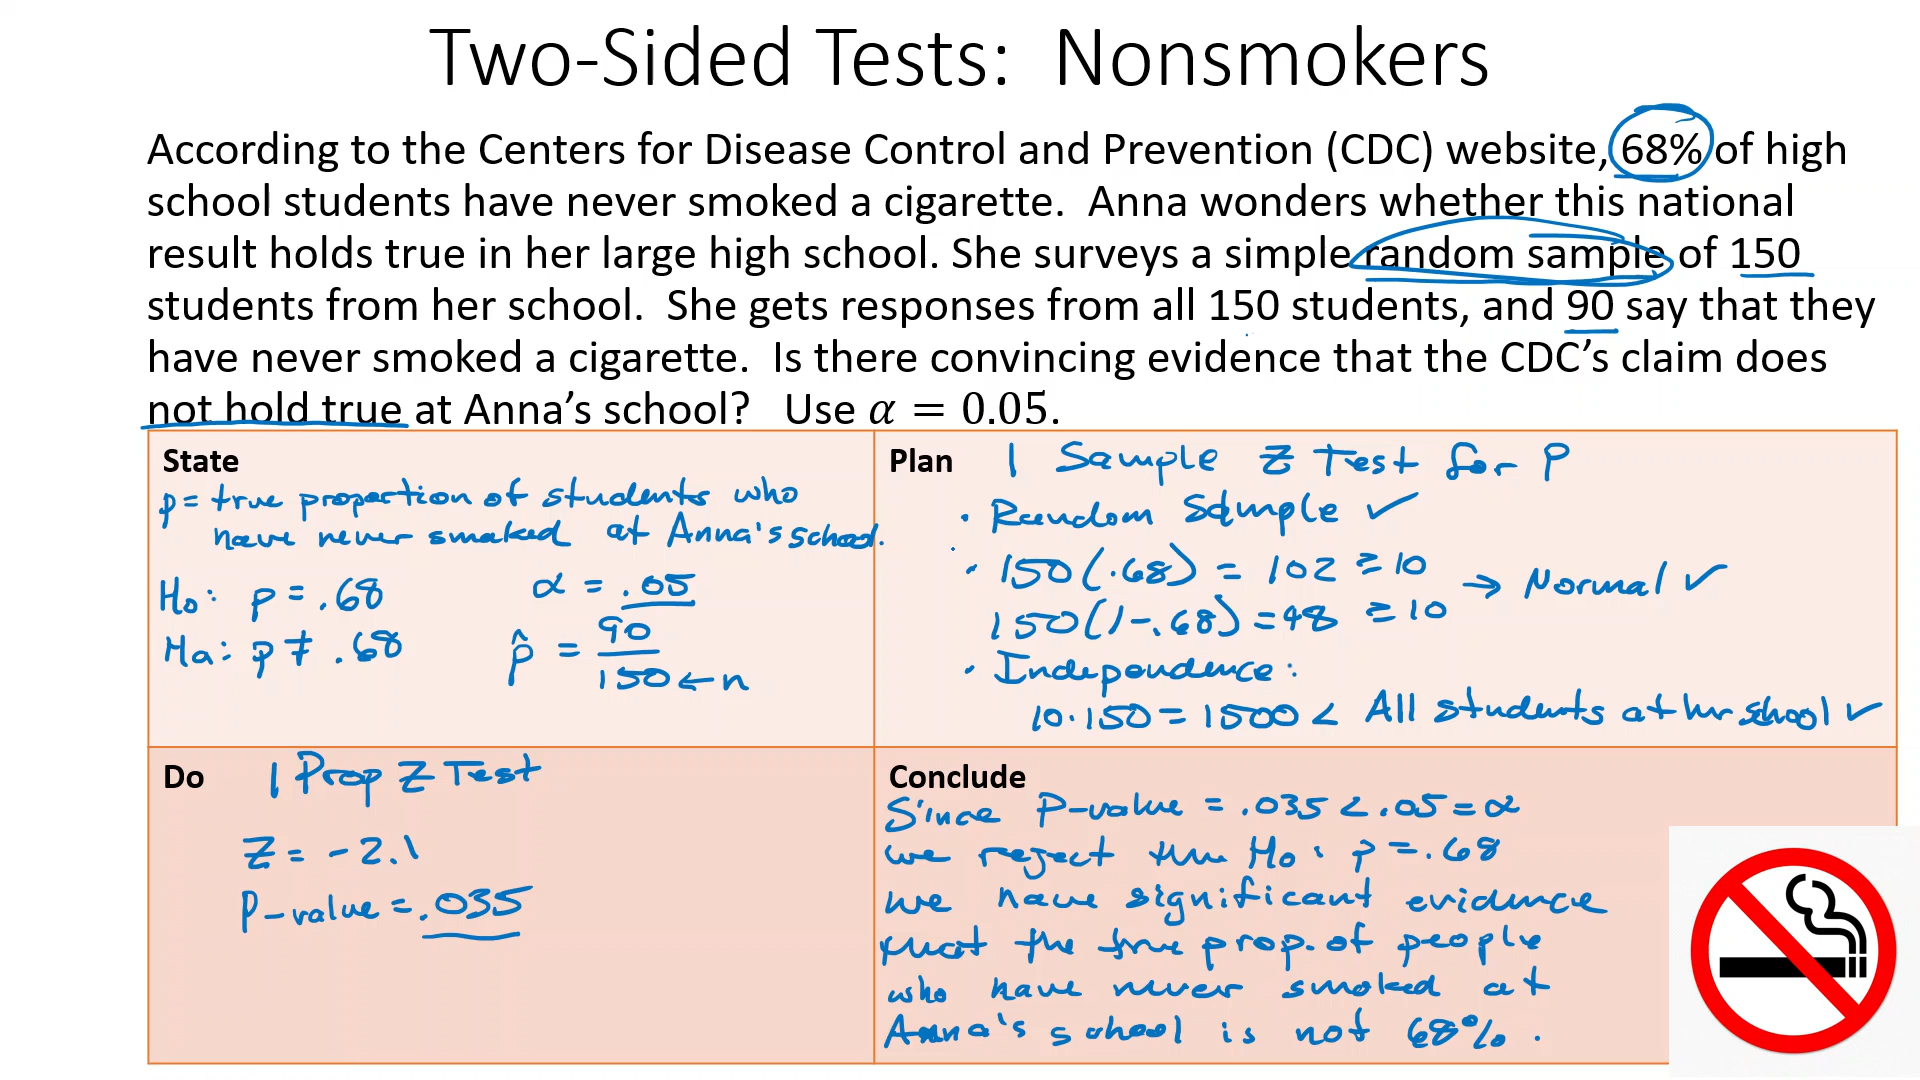 Two-Sided Tests:  Nonsmokers
According to the Centers for Disease Control and Prevention (CDC) website, 68% of high
school students have never smoked a cigarette.  Anna wonders whether this national
result holds true in her large high school. She surveys a simple random sample of 150
students from her school.  She gets responses from all 150 students, and 90 say that they
have never smoked a cigarette.  Is there convincing evidence that the CDC's claim does
not hold true at Anna's school?   Use α = 0.05.
State
p = true proportion of students who
have never smoked at Anna's school.
Ho: p = .68
α = .05
Ha: p ≠ .68
p̂ = 90/150 ← n
Plan 1 Sample Z Test for P
• Random Sample ✓
• 150(.68) = 102 ≥ 10
→ Normal ✓
150(1-.68) = 48 ≥ 10
• Independence:
10·150 = 1500 < All students at hr school ✓
Do 1 Prop Z Test
Z = -2.1
P-value = .035
Conclude
Since P-value = .035 < .05 = α
we reject the Ho: p = .68
we have significant evidence
that the true prop. of people
who have never smoked at
Anna's school is not 68%.